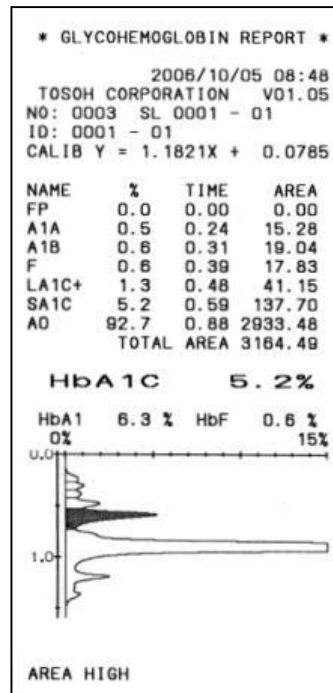 * GLYCOHEMOGLOBIN REPORT *
2006/10/05 08:48
TOSOH CORPORATION V01.05
NO: 0003 SL 0001 - 01
ID: 0001 - 01
CALIB Y = 1.1821X + 0.0785
NAME % TIME AREA
FP 0.0 0.00 0.00
A1A 0.5 0.24 15.28
A1B 0.6 0.31 19.04
F 0.6 0.39 17.83
LA1C+ 1.3 0.48 41.15
SA1C 5.2 0.59 137.70
A0 92.7 0.88 2933.48
TOTAL AREA 3164.49
HbA1C 5.2%
HbA1 6.3 % HbF 0.6 %
0% 15%
0.0
1.0
AREA HIGH